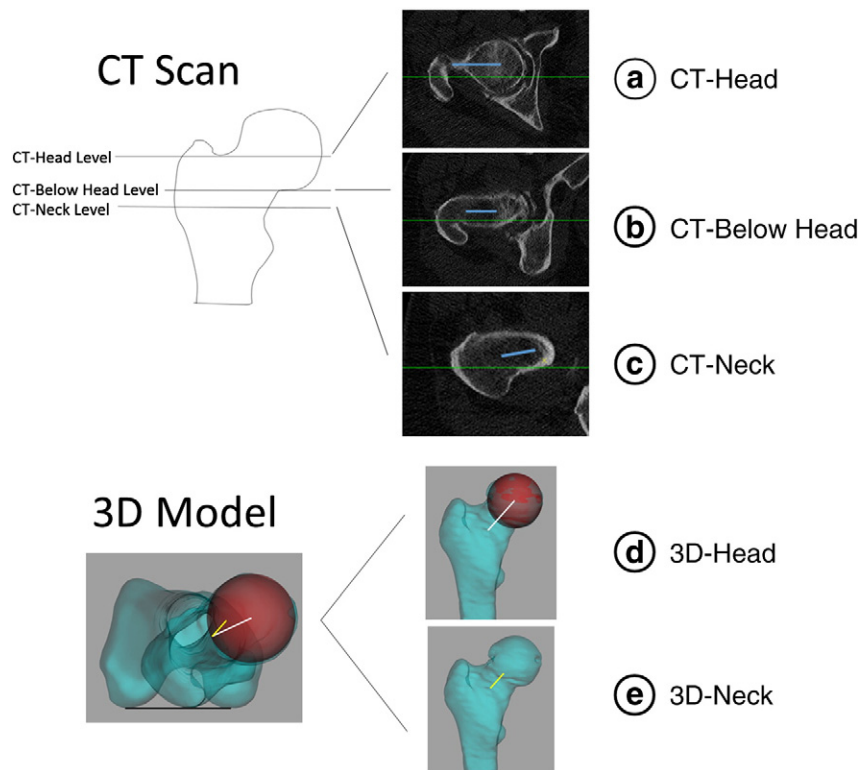 CT Scan
CT-Head Level
CT-Below Head Level
CT-Neck Level
a CT-Head
b CT-Below Head
c CT-Neck
3D Model
d 3D-Head
e 3D-Neck